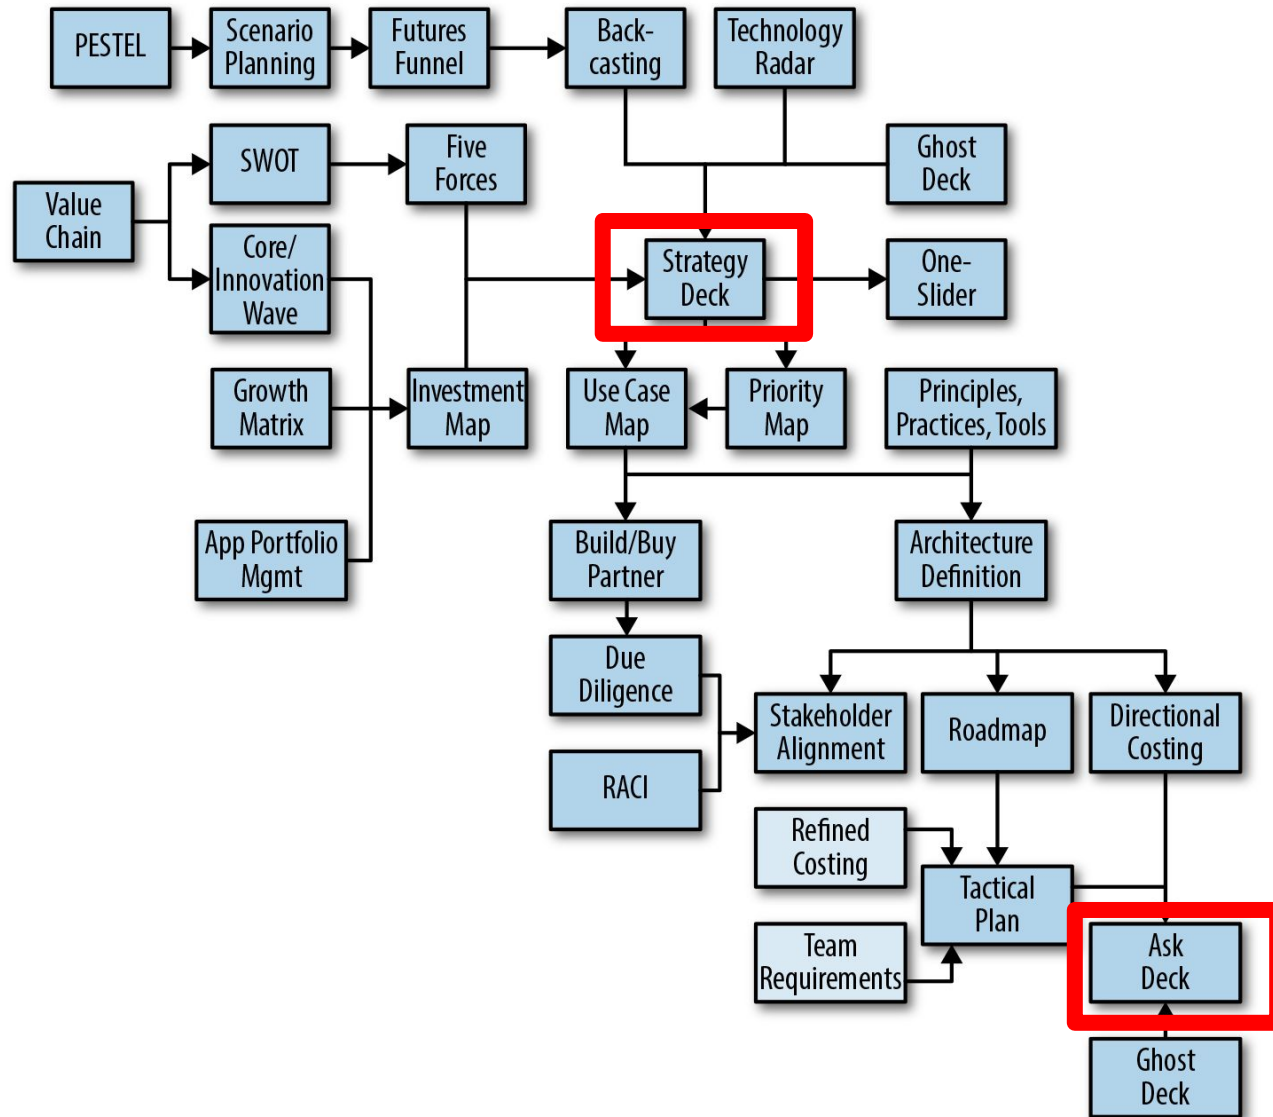 PESTEL
Scenario
Planning
Futures
Funnel
Back-
casting
Technology
Radar
SWOT
Five
Forces
Ghost
Deck
Value
Chain
Core/
Innovation
Wave
Strategy
Deck
One-
Slider
Growth
Matrix
Investment
Map
Use Case
Map
Priority
Map
Principles,
Practices, Tools
App Portfolio
Mgmt
Build/Buy
Partner
Architecture
Definition
Due
Diligence
Stakeholder
Alignment
Roadmap
Directional
Costing
RACI
Refined
Costing
Tactical
Plan
Team
Requirements
Ask
Deck
Ghost
Deck